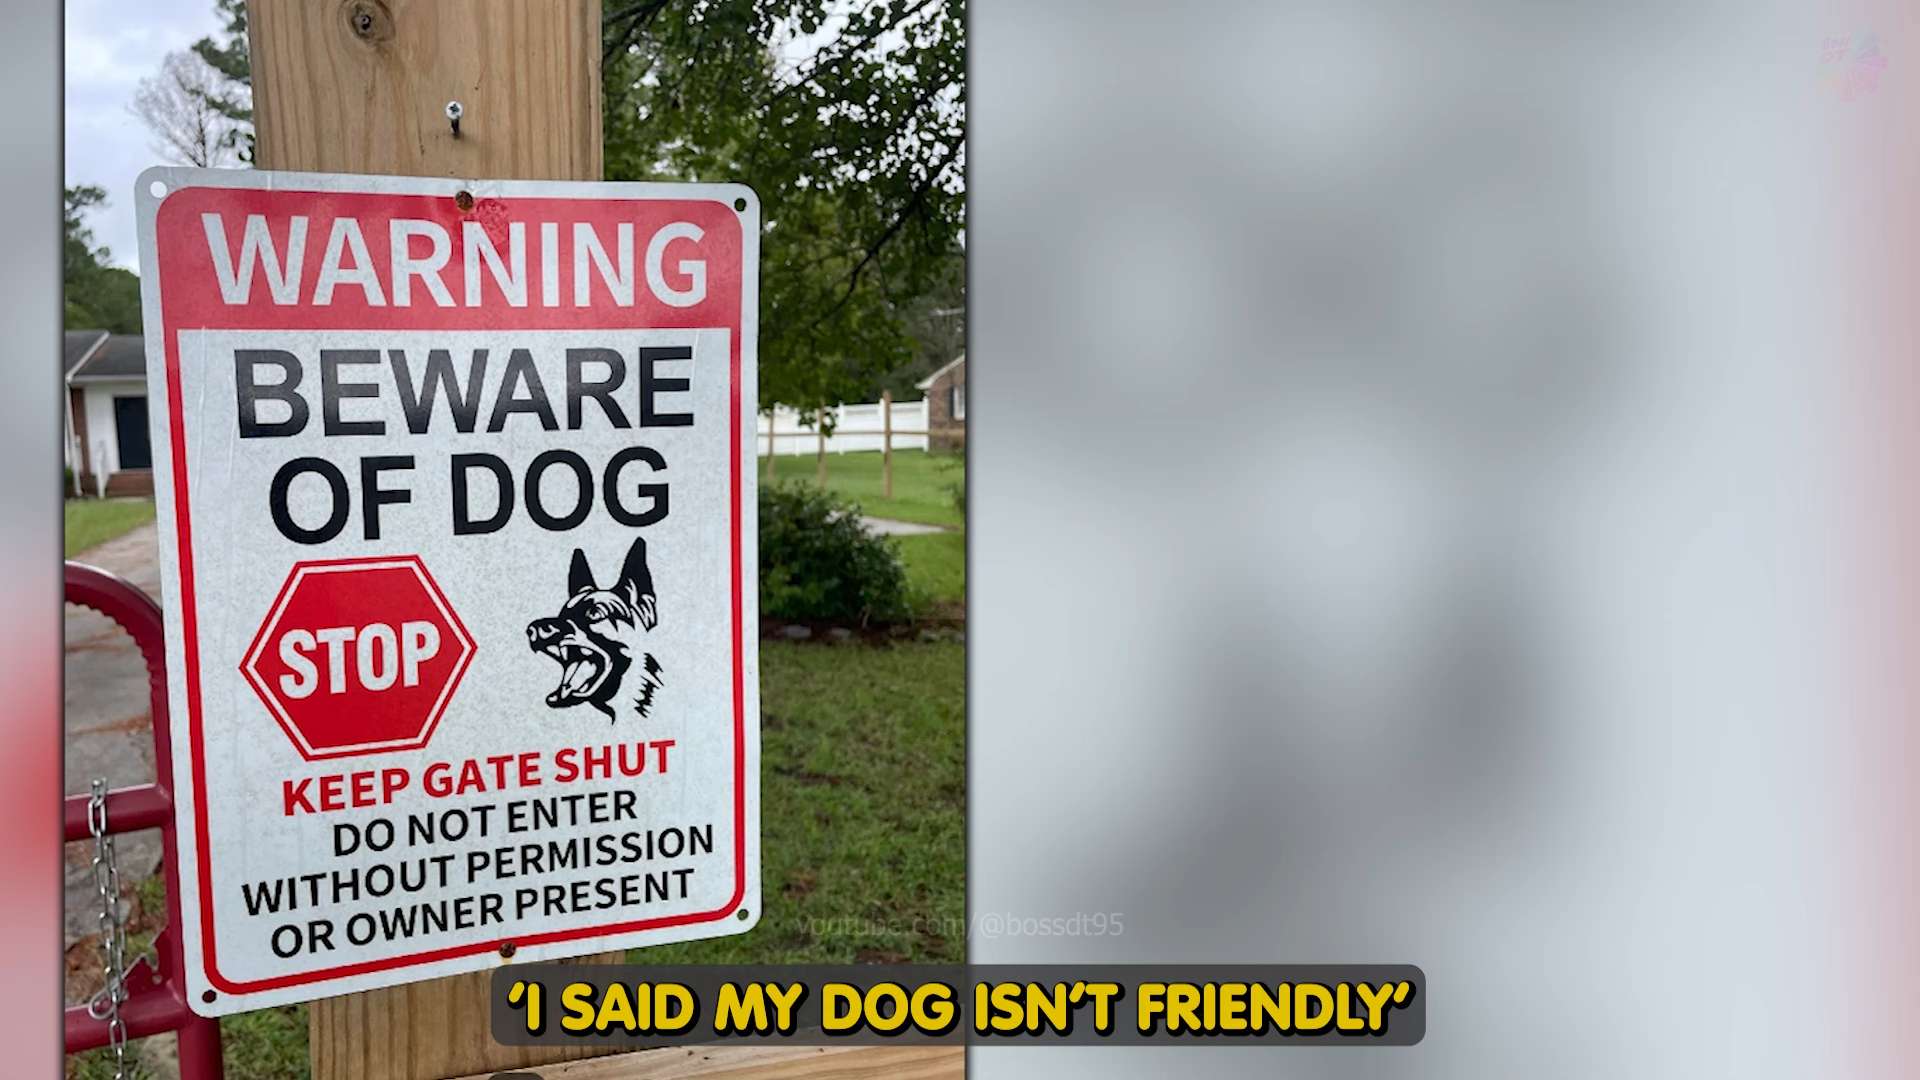 WARNING
BEWARE
OF DOG
STOP
KEEP GATE SHUT
DO NOT ENTER
WITHOUT PERMISSION
OR OWNER PRESENT
youtube.com/@bossdt95
'I SAID MY DOG ISN'T FRIENDLY'